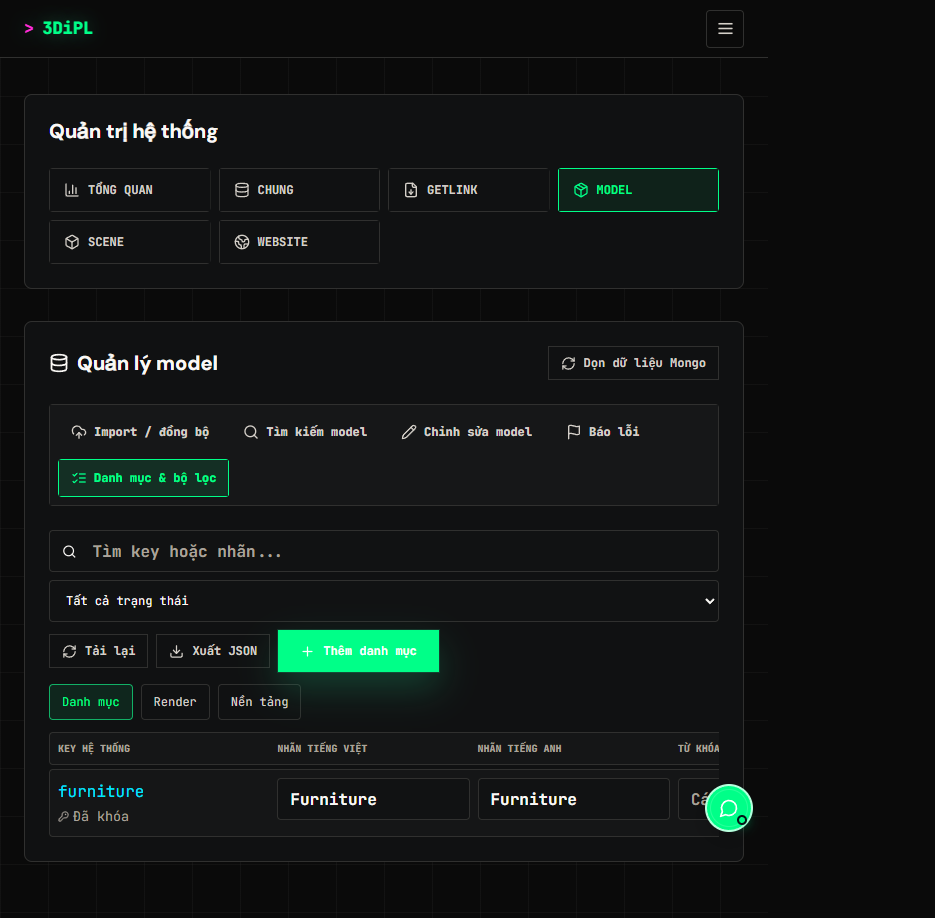 > 3DiPL
Quản trị hệ thống
TỔNG QUAN
CHUNG
GETLINK
MODEL
SCENE
WEBSITE
Quản lý model
Dọn dữ liệu Mongo
Import / đồng bộ
Tìm kiếm model
Chỉnh sửa model
Báo lỗi
Danh mục & bộ lọc
Tìm key hoặc nhãn...
Tất cả trạng thái
Tải lại
Xuất JSON
Thêm danh mục
Danh mục
Render
Nền tảng
KEY HỆ THỐNG
NHÃN TIẾNG VIỆT
NHÃN TIẾNG ANH
TỪ KHÓA
furniture
Furniture
Furniture
Cá
Đã khóa